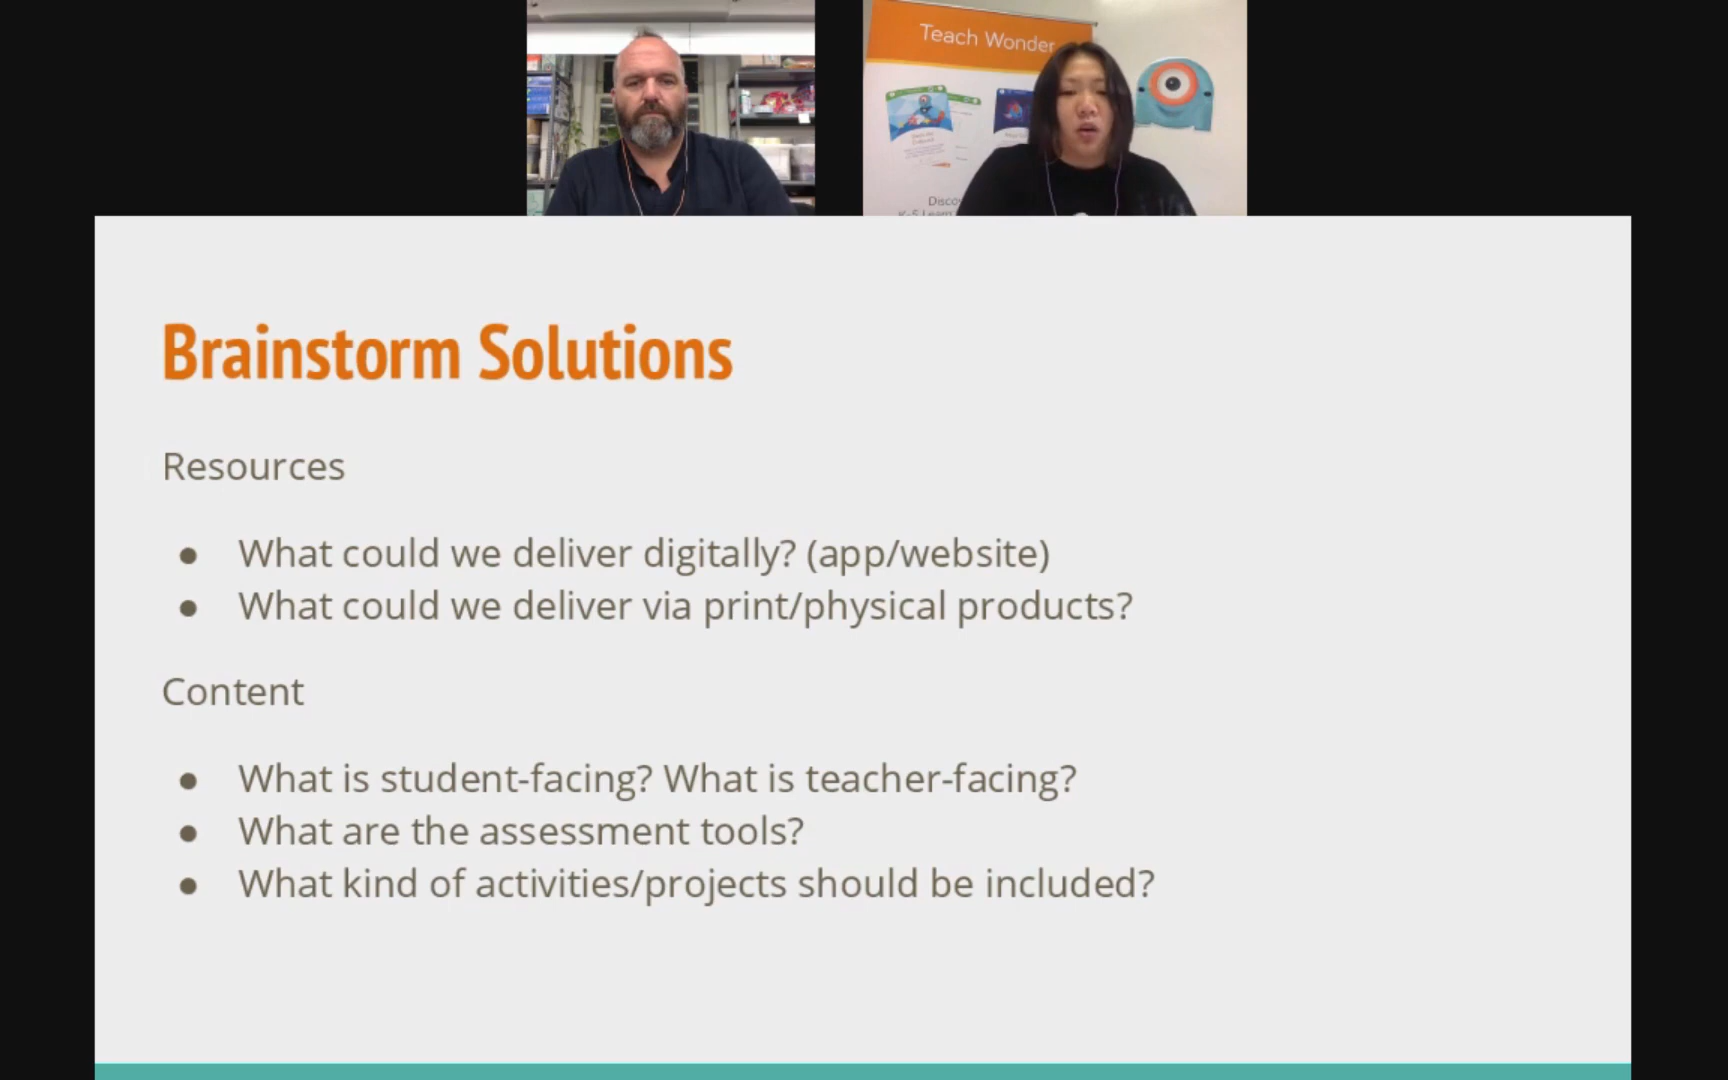 Teach Wonder
Brainstorm Solutions
Resources
● What could we deliver digitally? (app/website)
● What could we deliver via print/physical products?
Content
● What is student-facing? What is teacher-facing?
● What are the assessment tools?
● What kind of activities/projects should be included?